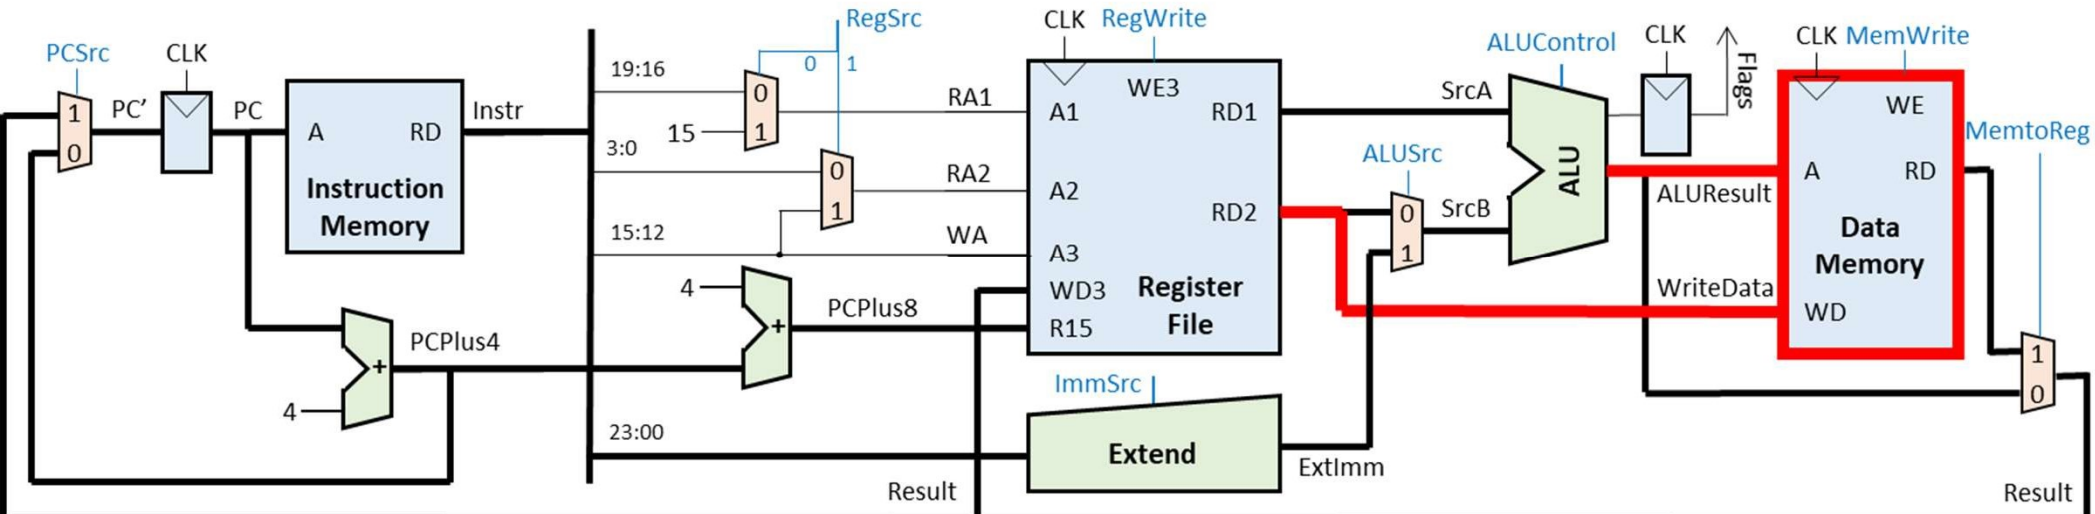 PCSrc
1
0
PC’
CLK
PC
A
RD
Instruction
Memory
Instr
4
+
PCPlus4
RegSrc
0
1
19:16
15
0
1
3:0
0
1
15:12
4
+
PCPlus8
23:00
RA1
RA2
WA
CLK
RegWrite
WE3
A1
RD1
A2
RD2
A3
WD3
R15
Register
File
ImmSrc
Extend
ExtImm
Result
SrcA
ALUSrc
0
1
SrcB
ALUControl
ALU
CLK
Flags
ALUResult
WriteData
CLK
MemWrite
WE
A
RD
Data
Memory
WD
MemtoReg
1
0
Result